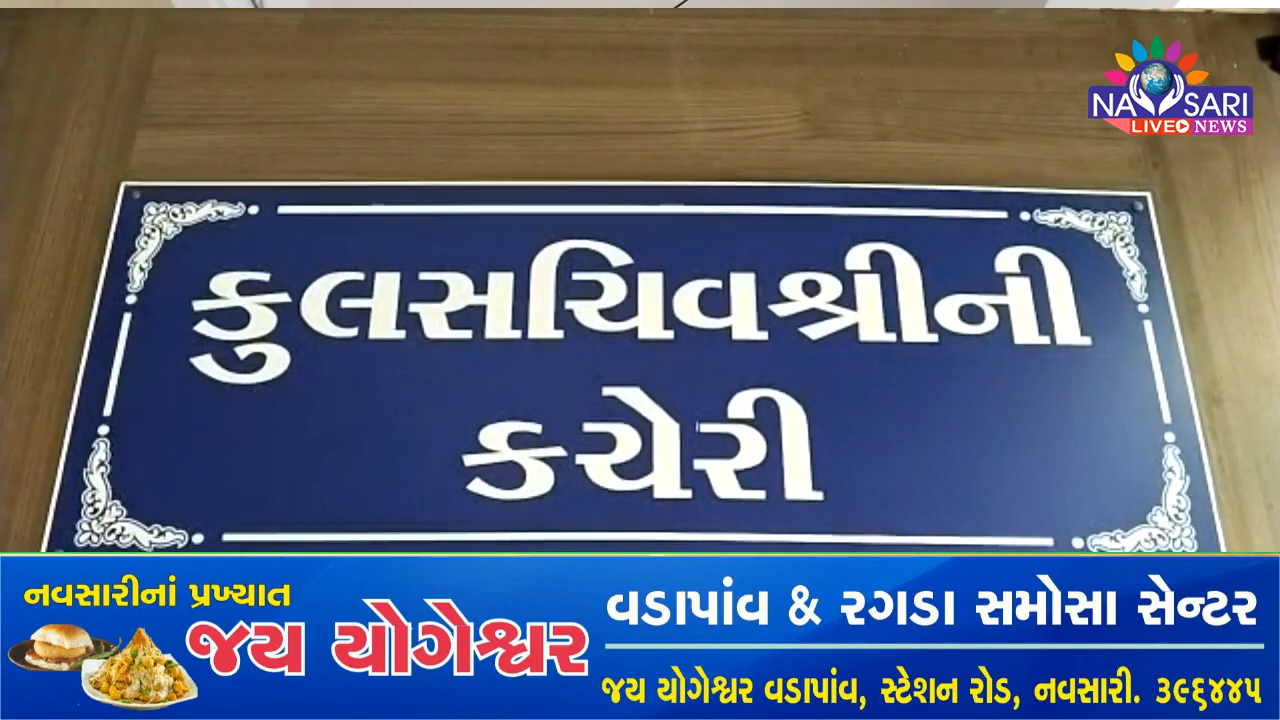 NAVSARI
LIVE NEWS
કુલસચિવશ્રીની
કચેરી
નવસારીનાં પ્રખ્યાત
જય યોગેશ્વર
વડાપાંવ & રગડા સમોસા સેન્ટર
જય યોગેશ્વર વડાપાંવ, સ્ટેશન રોડ, નવસારી. ૩૯૬૪૪૫